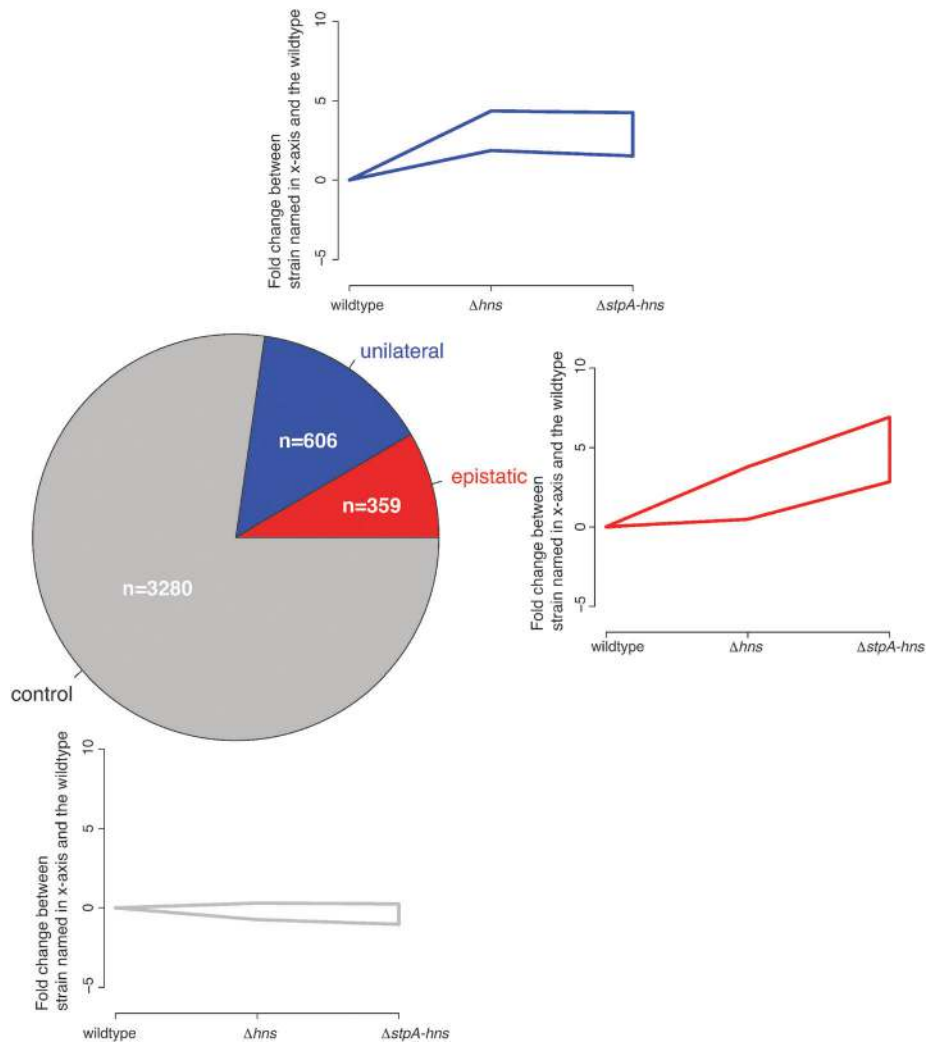 Fold change between
strain named in x-axis and the wildtype
10
5
0
−5
wildtype
Δhns
ΔstpA-hns
unilateral
n=606
epistatic
n=359
n=3280
control
Fold change between
strain named in x-axis and the wildtype
10
5
0
−5
wildtype
Δhns
ΔstpA-hns
Fold change between
strain named in x-axis and the wildtype
10
5
0
−5
wildtype
Δhns
ΔstpA-hns